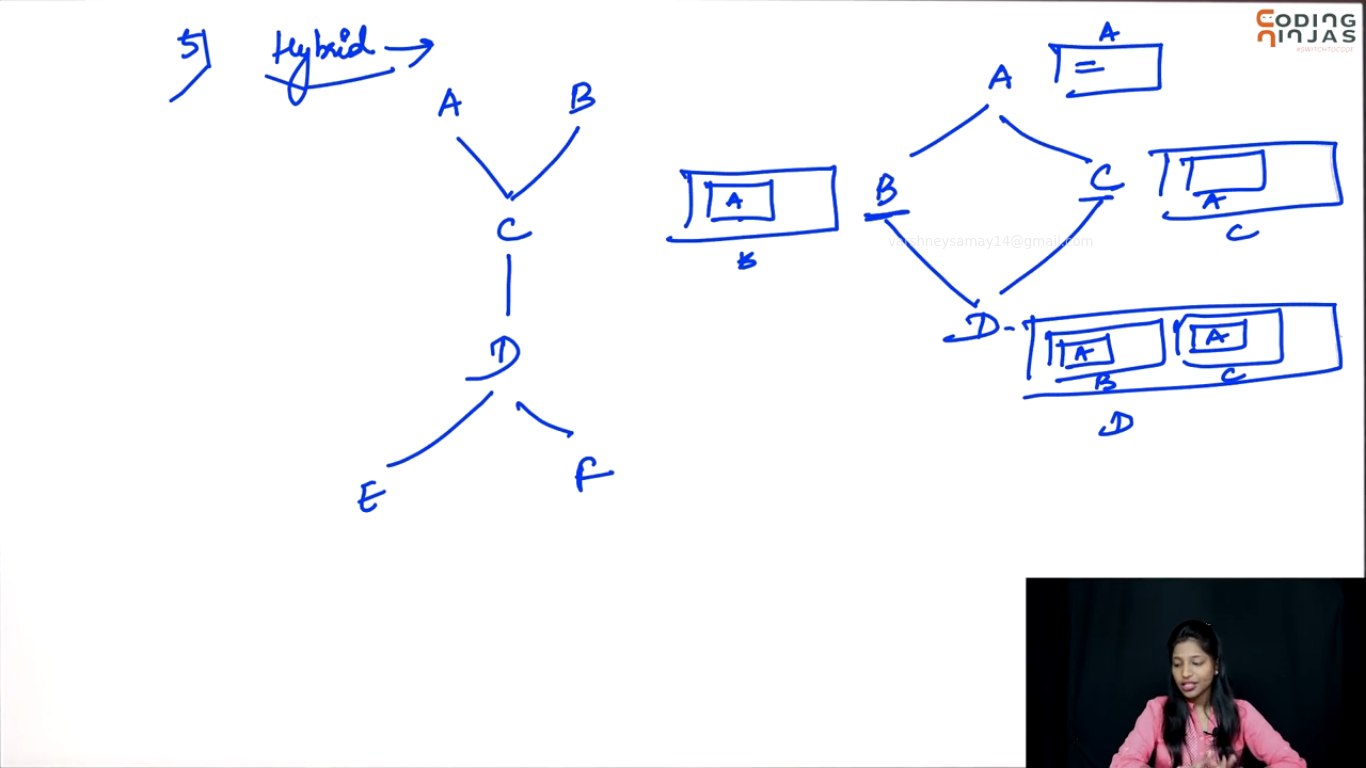 5) Hybrid →
CODING
NINJAS
#SWITCHTOCODE
A B
C
D
E F
A
A =
B C
A
B
A
C
varshneysamay14@gmail.com
D
A A
B C
D